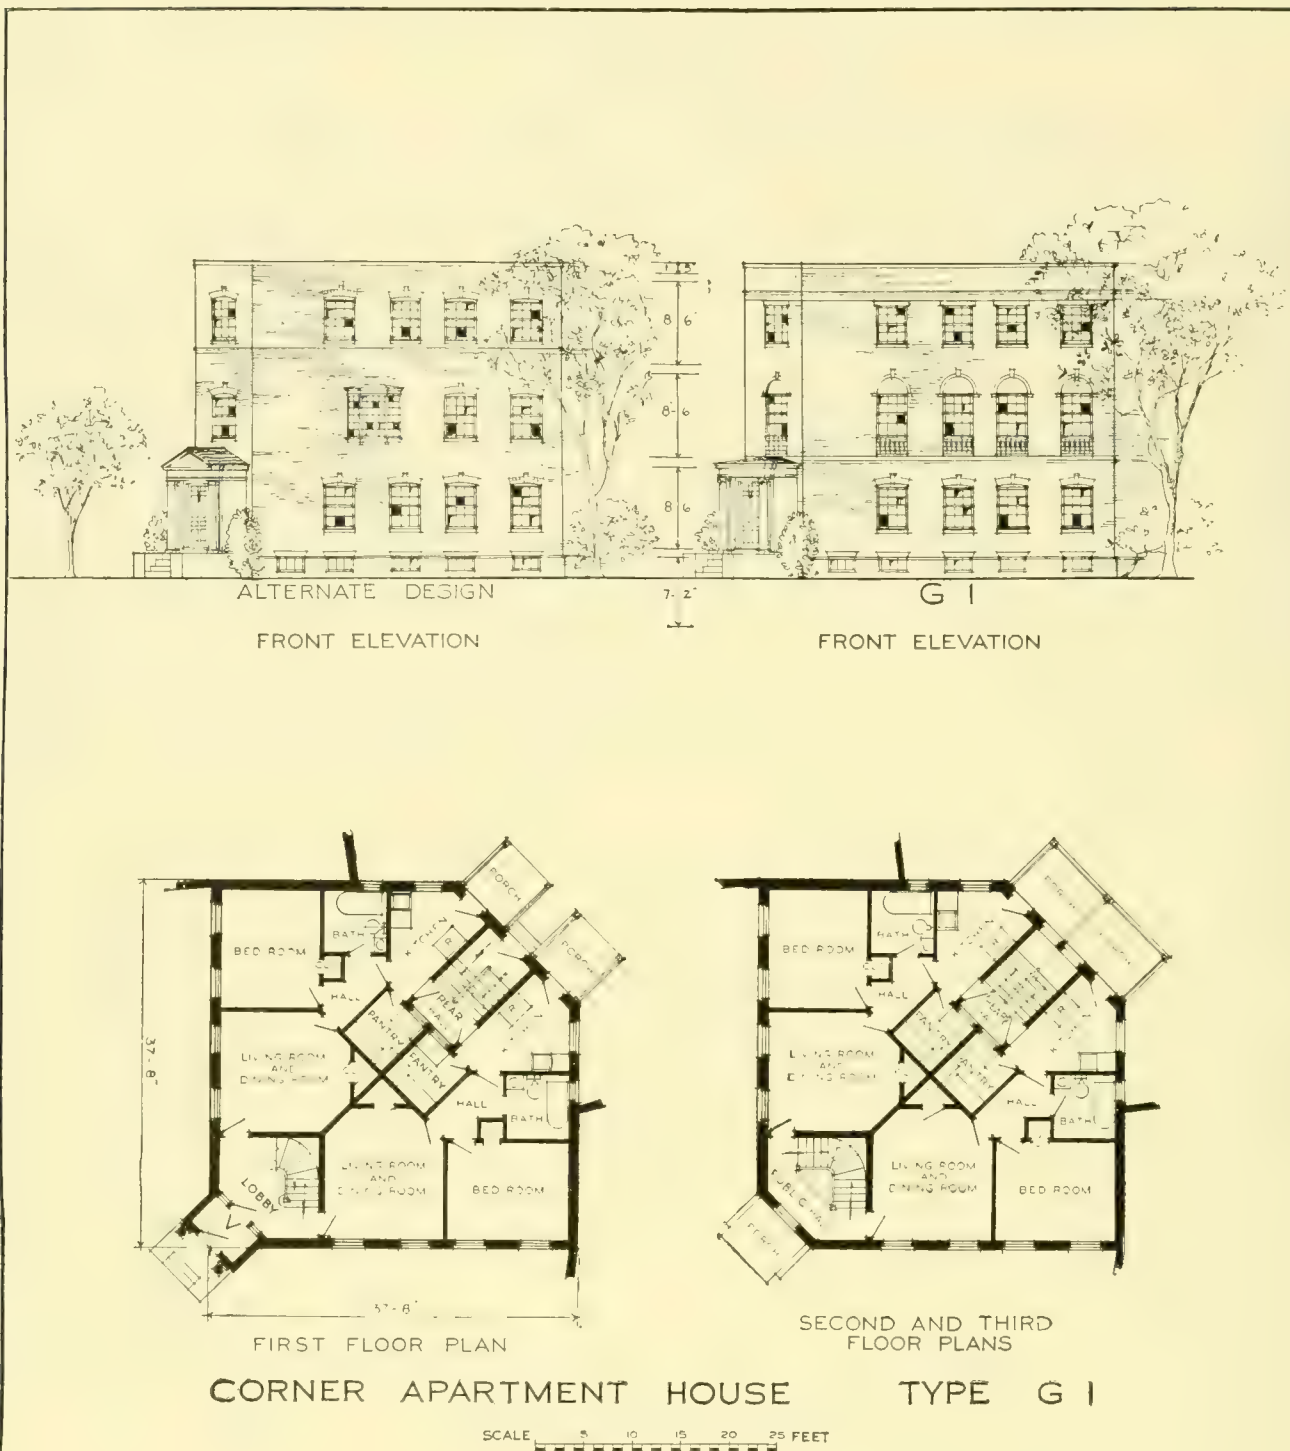 8' 6"
8'- 6"
8' 6"
7'- 2"
ALTERNATE DESIGN
FRONT ELEVATION
G I
FRONT ELEVATION
PORCH
PORCH
BATH
KITCHEN
R
BED ROOM
HALL
REAR
HALL
R
PANTRY
PANTRY
LIVING ROOM
AND
DINING ROOM
HALL
BATH
37'-8"
LOBBY
V
LIVING ROOM
AND
DINING ROOM
BED ROOM
37'-8"
FIRST FLOOR PLAN
PORCH
PORCH
BATH
R
BED ROOM
HALL
REAR
R
PANTRY
PANTRY
LIVING ROOM
AND
DINING ROOM
HALL
BATH
PUBLIC HALL
PORCH
LIVING ROOM
AND
DINING ROOM
BED ROOM
SECOND AND THIRD
FLOOR PLANS
CORNER APARTMENT HOUSE TYPE G I
SCALE 5 10 15 20 25 FEET